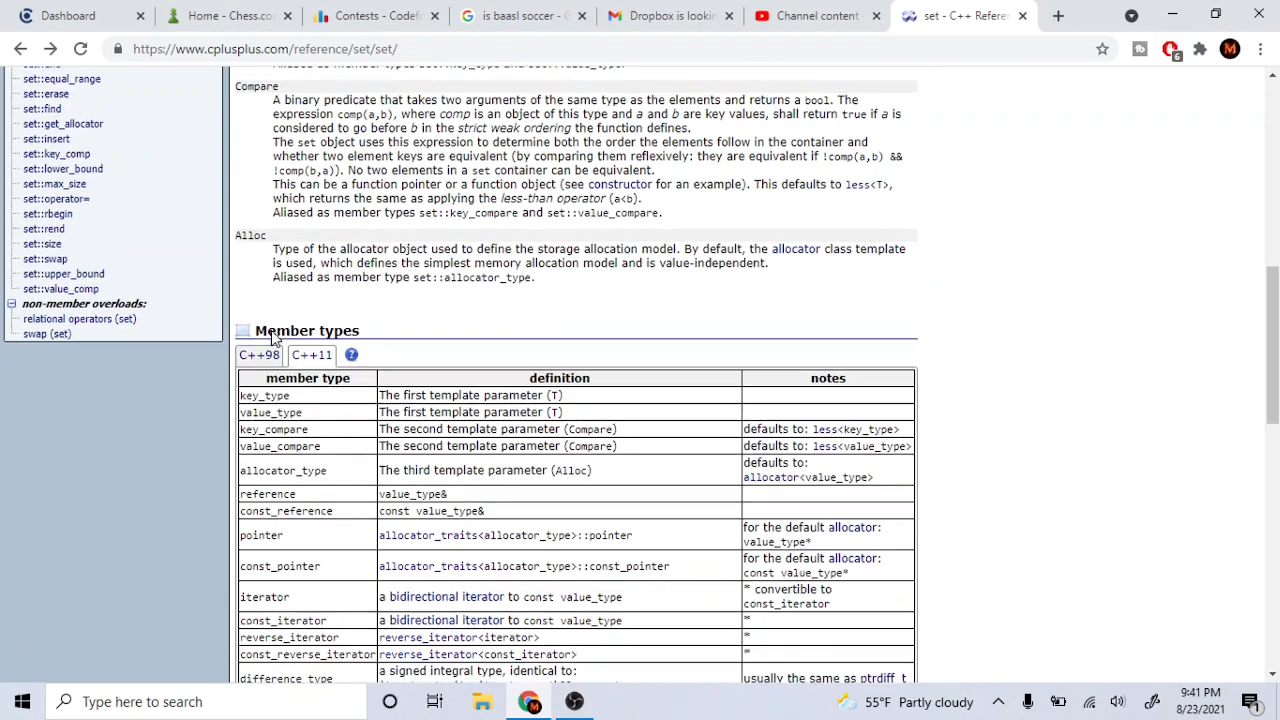 Dashboard
Home - Chess.co
Contests - Codef
is baasl soccer - G
Dropbox is lookin
Channel content
set - C++ Refere
https://www.cplusplus.com/reference/set/set/
6
M
set::equal_range
set::erase
set::find
set::get_allocator
set::insert
set::key_comp
set::lower_bound
set::max_size
set::operator=
set::rbegin
set::rend
set::size
set::swap
set::upper_bound
set::value_comp
non-member overloads:
relational operators (set)
swap (set)
Compare
A binary predicate that takes two arguments of the same type as the elements and returns a bool. The
expression comp(a,b), where comp is an object of this type and a and b are key values, shall return true if a is
considered to go before b in the strict weak ordering the function defines.
The set object uses this expression to determine both the order the elements follow in the container and
whether two element keys are equivalent (by comparing them reflexively: they are equivalent if !comp(a,b) &&
!comp(b,a)). No two elements in a set container can be equivalent.
This can be a function pointer or a function object (see constructor for an example). This defaults to less<T>,
which returns the same as applying the less-than operator (a<b).
Aliased as member types set::key_compare and set::value_compare.
Alloc
Type of the allocator object used to define the storage allocation model. By default, the allocator class template
is used, which defines the simplest memory allocation model and is value-independent.
Aliased as member type set::allocator_type.
Member types
C++98 C++11 ?
member type definition notes
key_type The first template parameter (T)
value_type The first template parameter (T)
key_compare The second template parameter (Compare) defaults to: less<key_type>
value_compare The second template parameter (Compare) defaults to: less<value_type>
allocator_type The third template parameter (Alloc) defaults to:
allocator<value_type>
reference value_type&
const_reference const value_type&
pointer allocator_traits<allocator_type>::pointer for the default allocator:
value_type*
const_pointer allocator_traits<allocator_type>::const_pointer for the default allocator:
const value_type*
iterator a bidirectional iterator to const value_type * convertible to
const_iterator
const_iterator a bidirectional iterator to const value_type *
reverse_iterator reverse_iterator<iterator> *
const_reverse_iterator reverse_iterator<const_iterator> *
a signed integral type, identical to:
difference_type usually the same as ptrdiff_t
Type here to search
55°F Partly cloudy
9:41 PM
8/23/2021